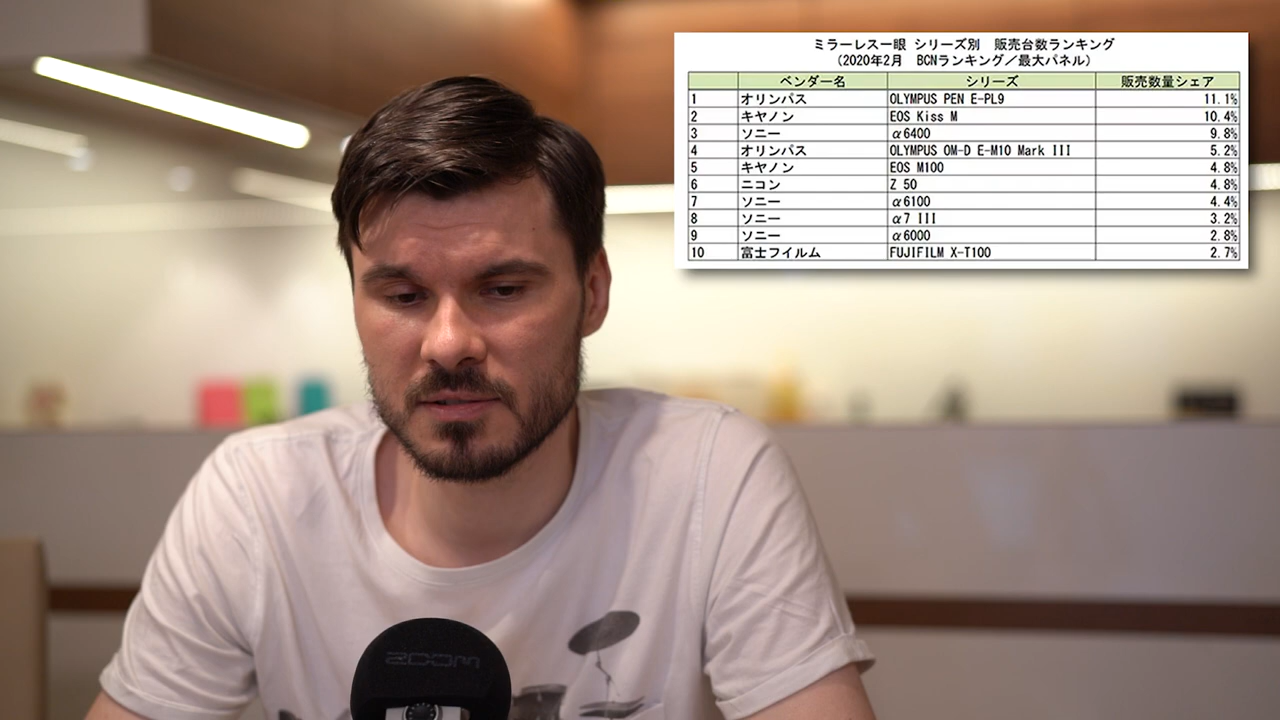 ミラーレス一眼 シリーズ別 販売台数ランキング
(2020年2月 BCNランキング/最大パネル)
ベンダー名 シリーズ 販売数量シェア
1 オリンパス OLYMPUS PEN E-PL9 11.1%
2 キヤノン EOS Kiss M 10.4%
3 ソニー α6400 9.8%
4 オリンパス OLYMPUS OM-D E-M10 Mark III 5.2%
5 キヤノン EOS M100 4.8%
6 ニコン Z 50 4.8%
7 ソニー α6100 4.4%
8 ソニー α7 III 3.2%
9 ソニー α6000 2.8%
10 富士フイルム FUJIFILM X-T100 2.7%
ZOOM